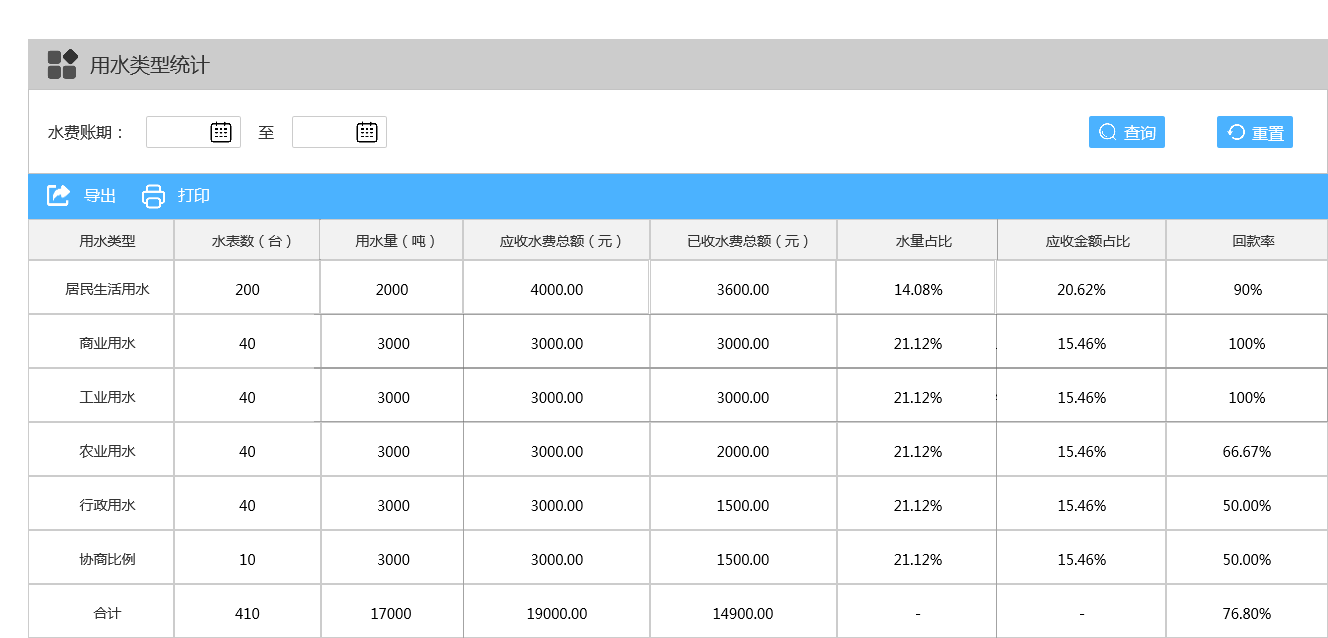 用水类型统计
水费账期： 至 查询 重置
导出 打印
用水类型 水表数（台） 用水量（吨） 应收水费总额（元） 已收水费总额（元） 水量占比 应收金额占比 回款率
居民生活用水 200 2000 4000.00 3600.00 14.08% 20.62% 90%
商业用水 40 3000 3000.00 3000.00 21.12% 15.46% 100%
工业用水 40 3000 3000.00 3000.00 21.12% 15.46% 100%
农业用水 40 3000 3000.00 2000.00 21.12% 15.46% 66.67%
行政用水 40 3000 3000.00 1500.00 21.12% 15.46% 50.00%
协商比例 10 3000 3000.00 1500.00 21.12% 15.46% 50.00%
合计 410 17000 19000.00 14900.00 - - 76.80%